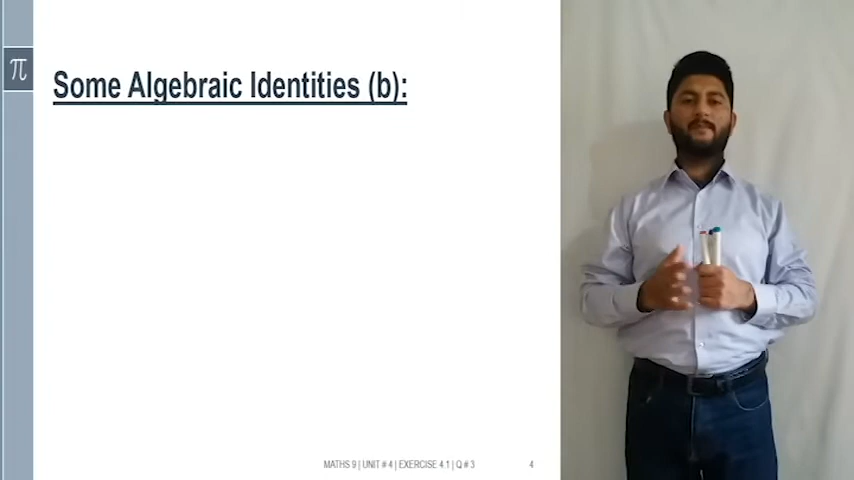 π
Some Algebraic Identities (b):
MATHS 9 | UNIT # 4 | EXERCISE 4.1 | Q # 3
4